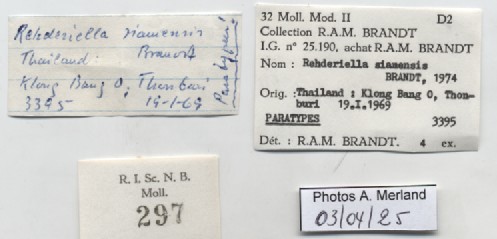 Rehderiella siamensis
Thailand: Brandt
Klong Bang O, Thonburi
3395 19-1-69
Paratypen!
32 Moll. Mod. II D2
Collection R.A.M. BRANDT
I.G. n° 25.190, achat R.A.M. BRANDT
Nom : Rehderiella siamensis
BRANDT, 1974
Orig. : Thailand : Klong Bang O, Thon-
buri 19.I.1969
PARATYPES 3395
Dét. : R.A.M. BRANDT. 4 ex.
R. I. Sc. N. B.
Moll.
297
Photos A. Merland
03/04/25